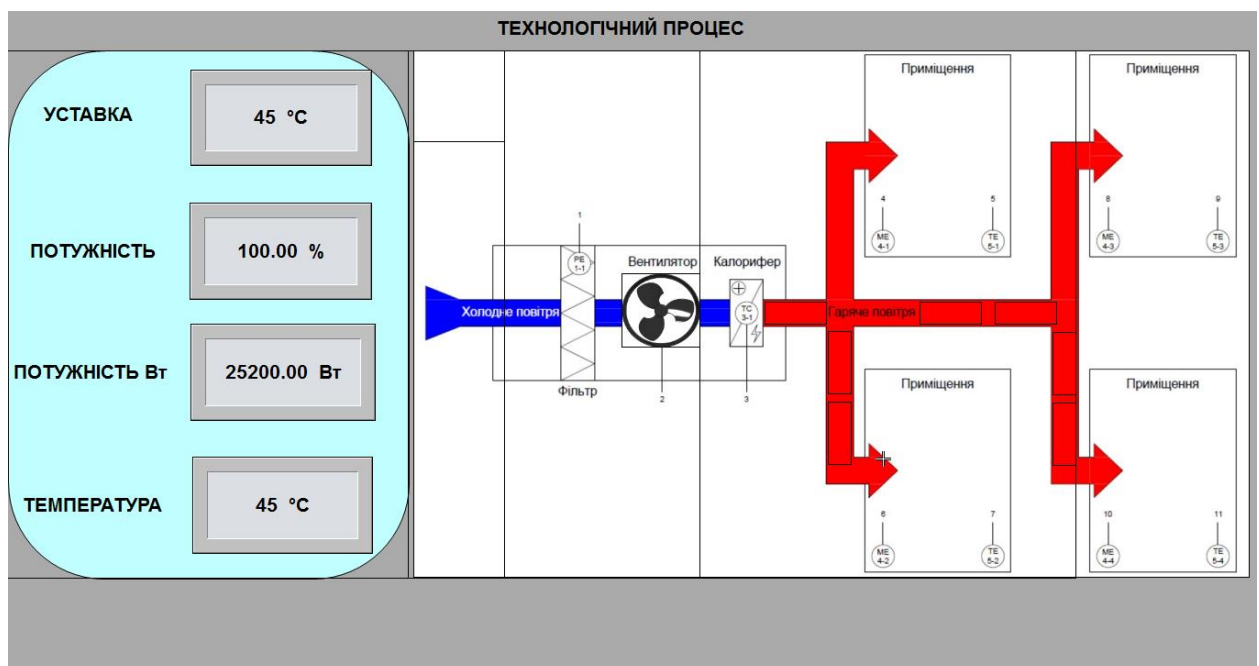 ТЕХНОЛОГІЧНИЙ ПРОЦЕС
УСТАВКА
45 °C
ПОТУЖНІСТЬ
100.00 %
ПОТУЖНІСТЬ Вт
25200.00 Вт
ТЕМПЕРАТУРА
45 °C
Приміщення
Приміщення
4
5
8
9
ME
4-1
TE
5-1
ME
4-3
TE
5-3
1
PE
1-1
Вентилятор
Калорифер
Холодне повітря
TC
3-1
Гаряче повітря
Фільтр
2
3
Приміщення
Приміщення
6
7
10
11
ME
4-2
TE
5-2
ME
4-4
TE
5-4